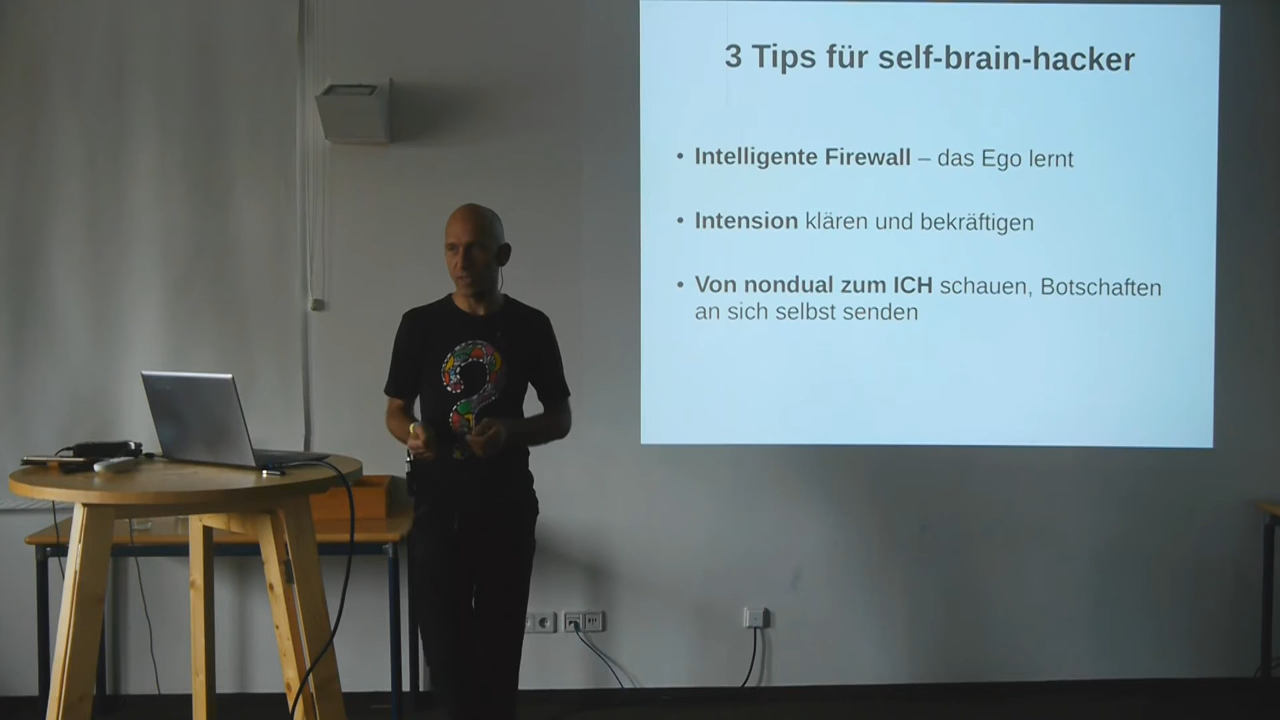 3 Tips für self-brain-hacker
• Intelligente Firewall – das Ego lernt
• Intension klären und bekräftigen
• Von nondual zum ICH schauen, Botschaften
an sich selbst senden